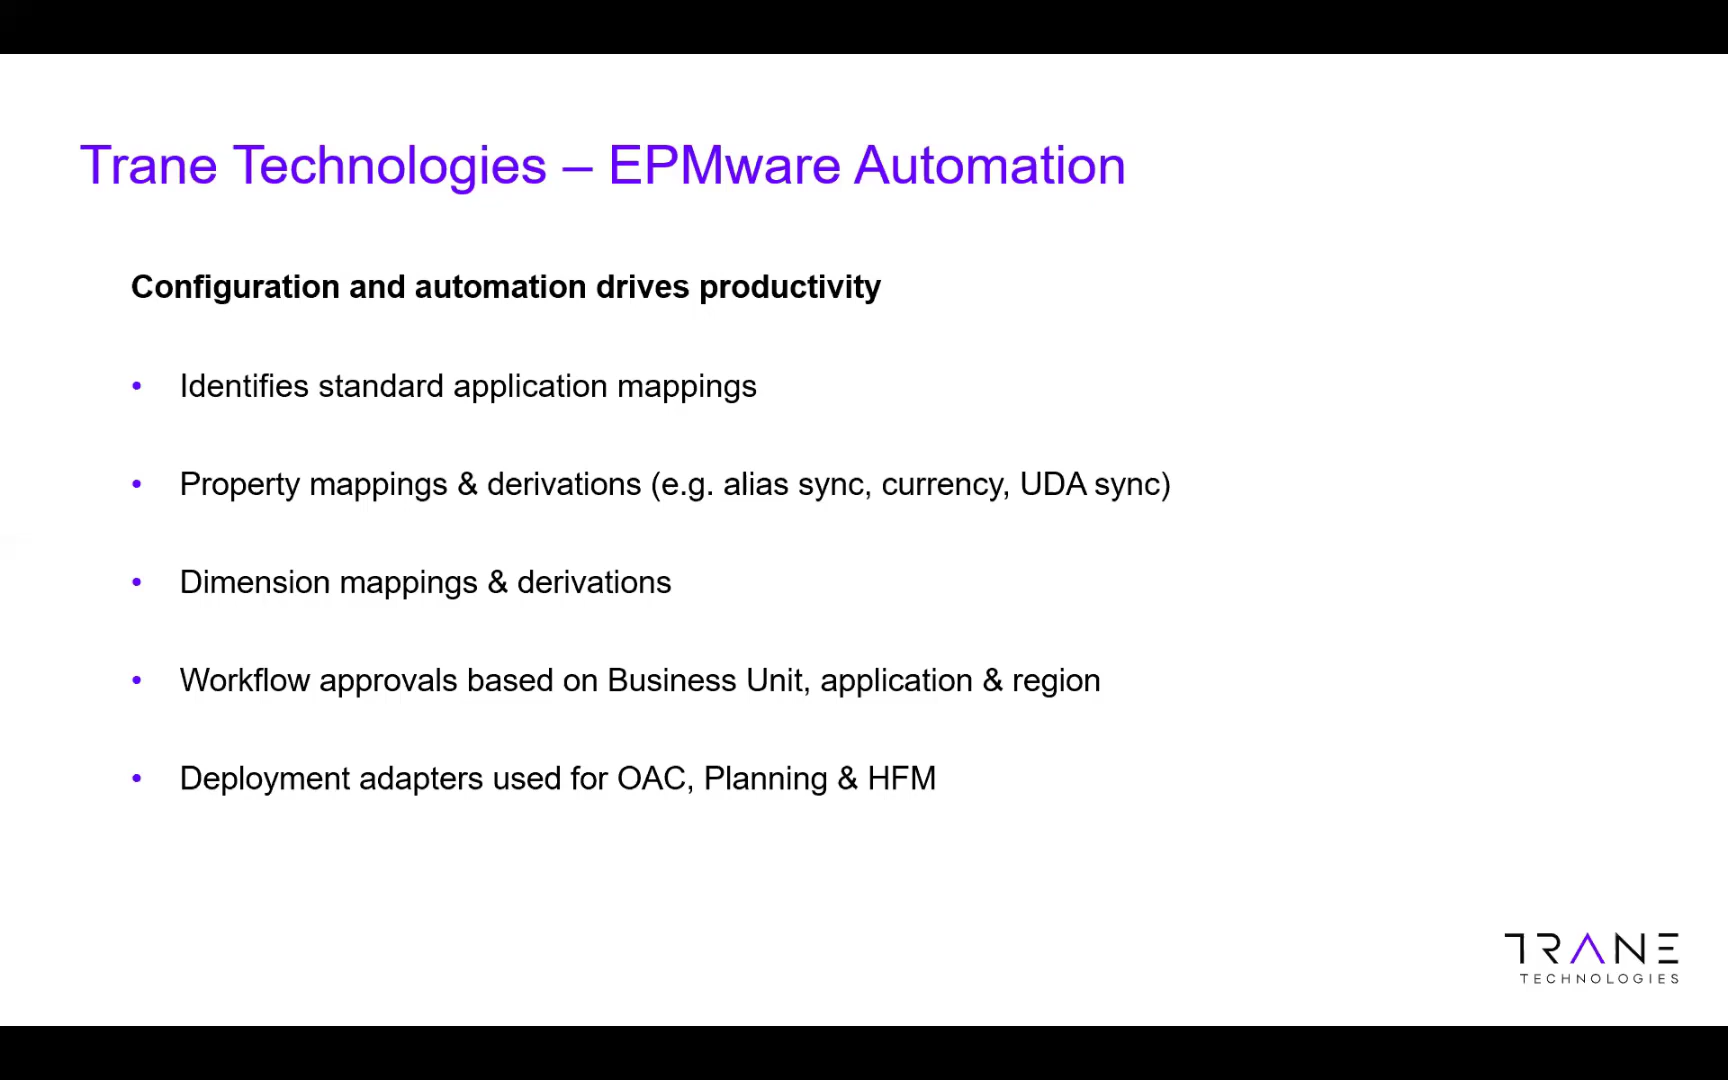 Trane Technologies – EPMware Automation
Configuration and automation drives productivity
• Identifies standard application mappings
• Property mappings & derivations (e.g. alias sync, currency, UDA sync)
• Dimension mappings & derivations
• Workflow approvals based on Business Unit, application & region
• Deployment adapters used for OAC, Planning & HFM
TRANE
TECHNOLOGIES